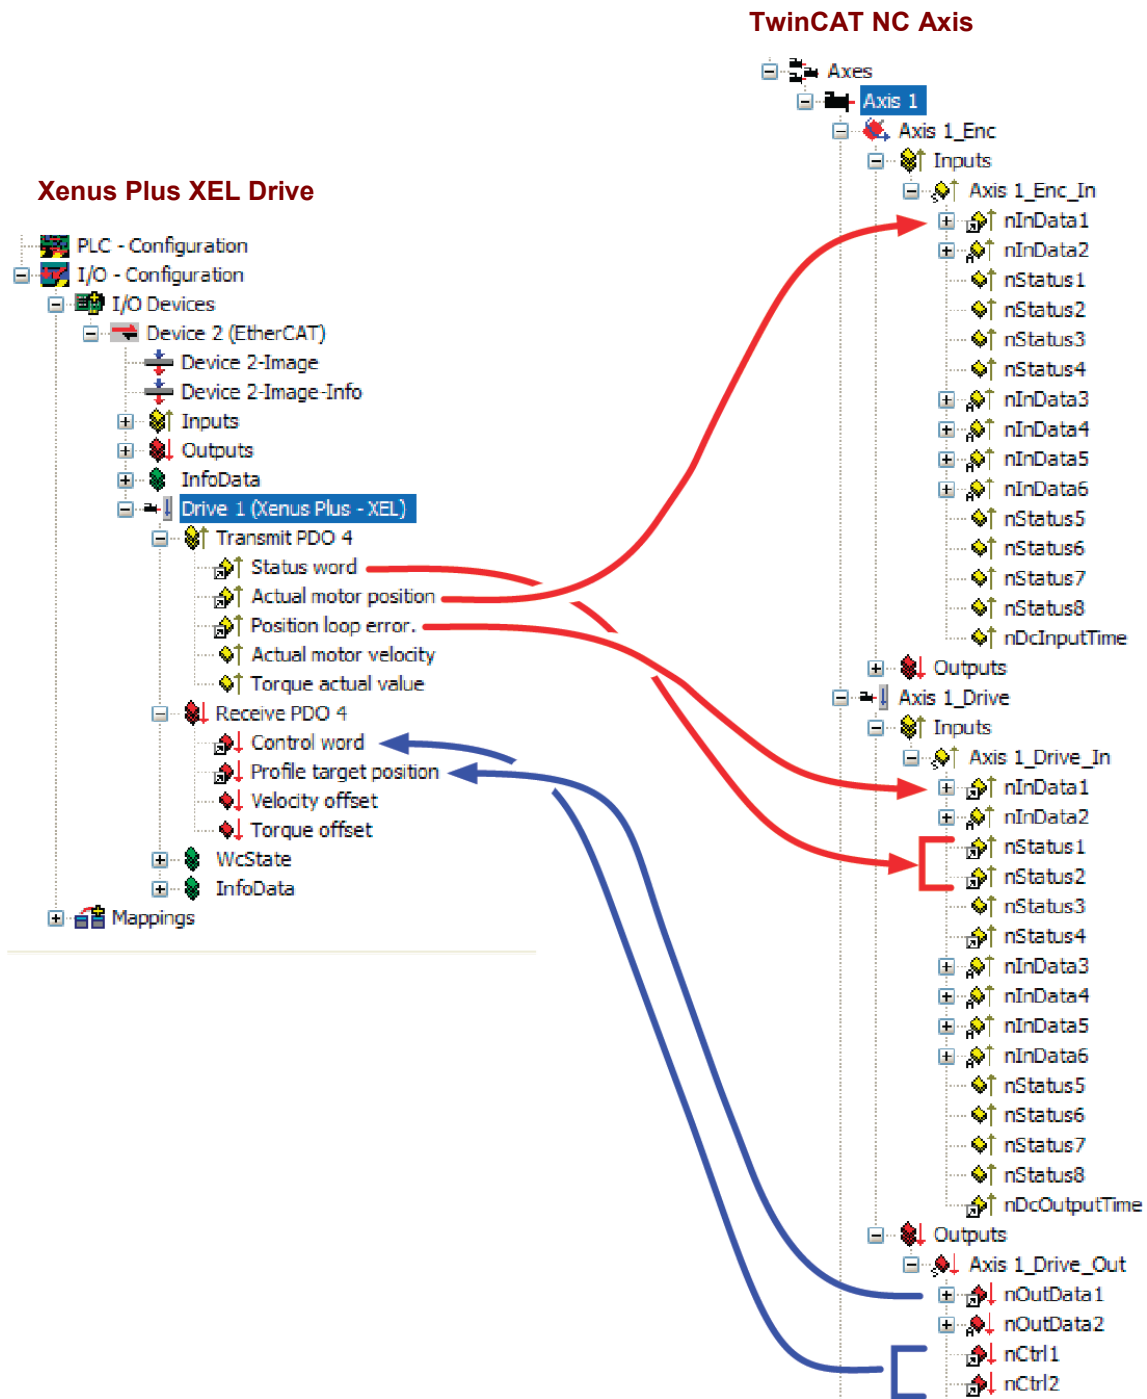 TwinCAT NC Axis
Axes
Axis 1
Axis 1_Enc
Inputs
Axis 1_Enc_In
nInData1
nInData2
nStatus1
nStatus2
nStatus3
nStatus4
nInData3
nInData4
nInData5
nInData6
nStatus5
nStatus6
nStatus7
nStatus8
nDcInputTime
Outputs
Axis 1_Drive
Inputs
Axis 1_Drive_In
nInData1
nInData2
nStatus1
nStatus2
nStatus3
nStatus4
nInData3
nInData4
nInData5
nInData6
nStatus5
nStatus6
nStatus7
nStatus8
nDcOutputTime
Outputs
Axis 1_Drive_Out
nOutData1
nOutData2
nCtrl1
nCtrl2
Xenus Plus XEL Drive
PLC - Configuration
I/O - Configuration
I/O Devices
Device 2 (EtherCAT)
Device 2-Image
Device 2-Image-Info
Inputs
Outputs
InfoData
Drive 1 (Xenus Plus - XEL)
Transmit PDO 4
Status word
Actual motor position
Position loop error.
Actual motor velocity
Torque actual value
Receive PDO 4
Control word
Profile target position
Velocity offset
Torque offset
WcState
InfoData
Mappings